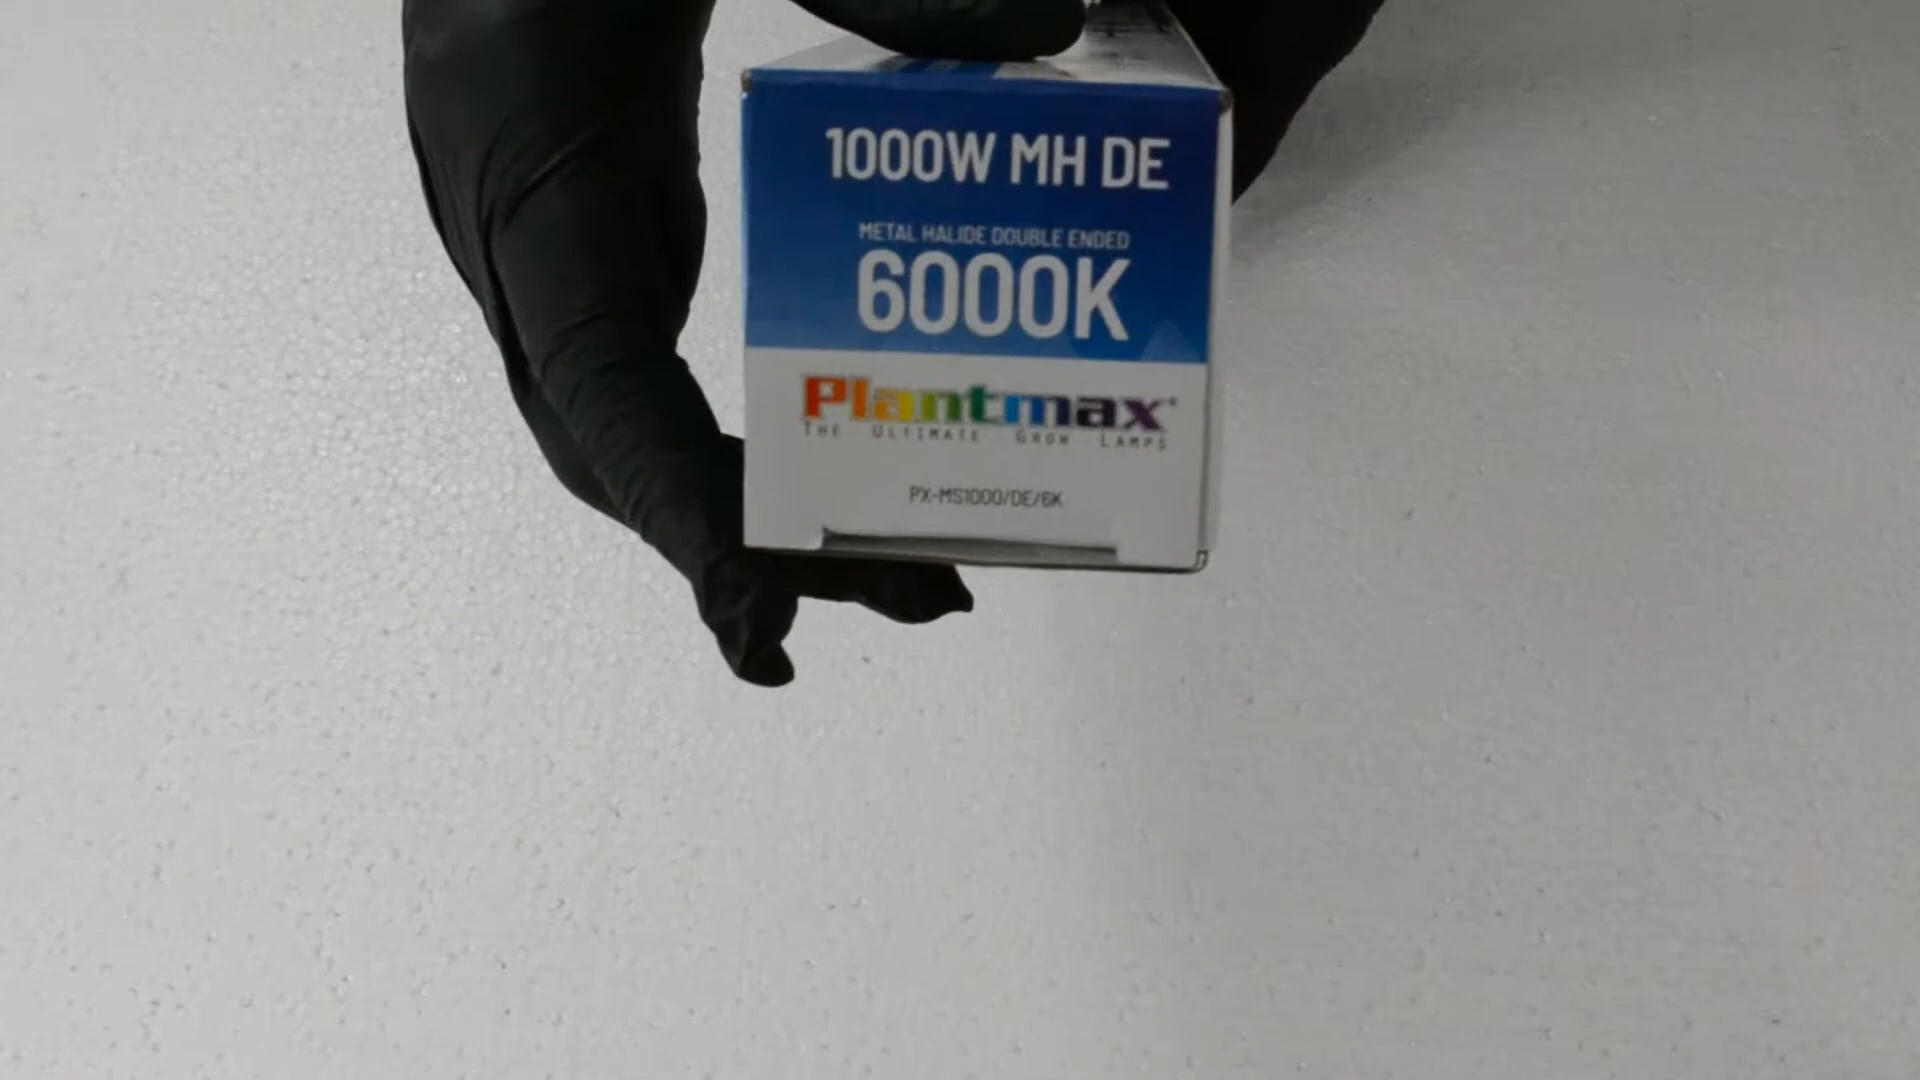 1000W MH DE
METAL HALIDE DOUBLE ENDED
6000K
Plantmax
THE ULTIMATE GROW LAMPS
PX-MS1000/DE/6K